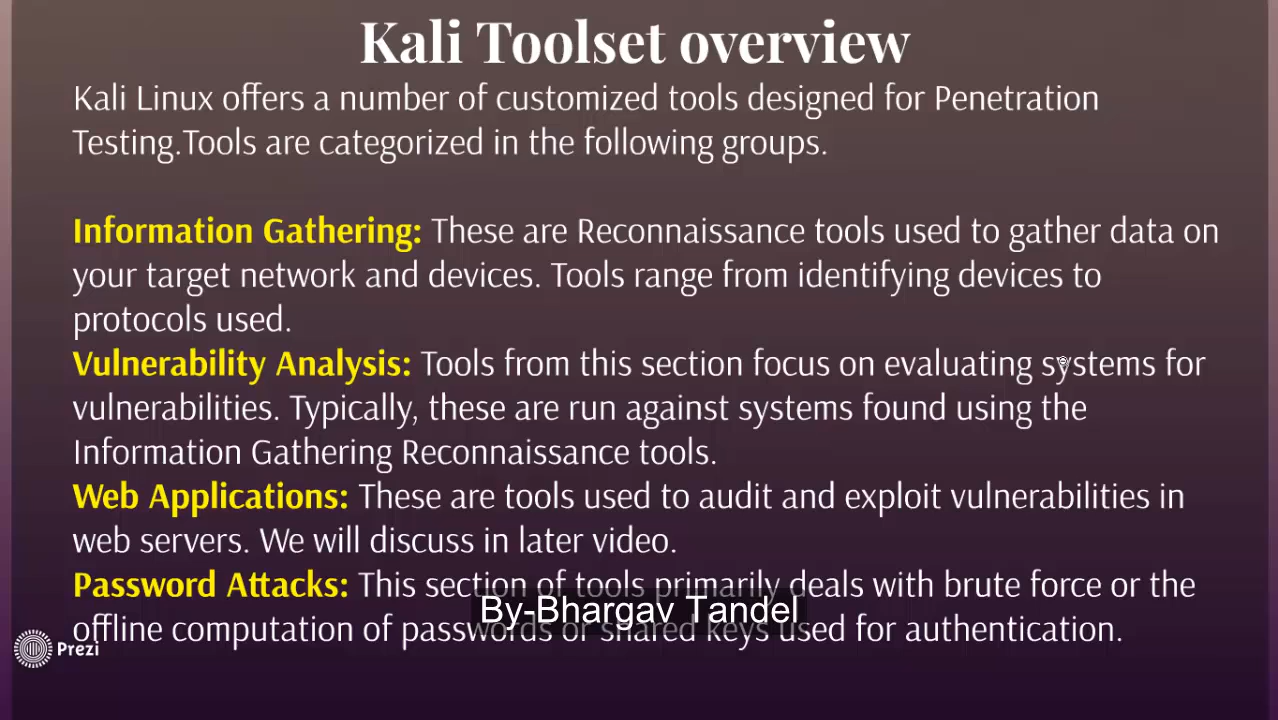 Kali Toolset overview
Kali Linux offers a number of customized tools designed for Penetration
Testing.Tools are categorized in the following groups.
Information Gathering: These are Reconnaissance tools used to gather data on
your target network and devices. Tools range from identifying devices to
protocols used.
Vulnerability Analysis: Tools from this section focus on evaluating systems for
vulnerabilities. Typically, these are run against systems found using the
Information Gathering Reconnaissance tools.
Web Applications: These are tools used to audit and exploit vulnerabilities in
web servers. We will discuss in later video.
Password Attacks: This section of tools primarily deals with brute force or the
By-Bhargav Tandel
offline computation of passwords or shared keys used for authentication.
Prezi